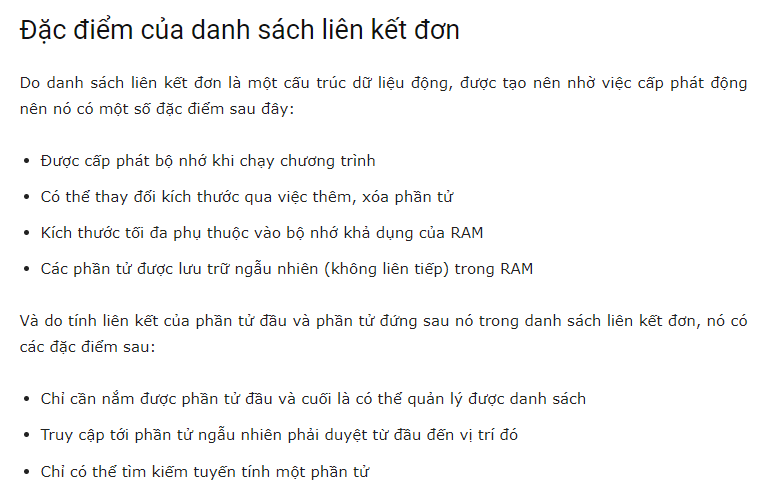 Đặc điểm của danh sách liên kết đơn
Do danh sách liên kết đơn là một cấu trúc dữ liệu động, được tạo nên nhờ việc cấp phát động
nên nó có một số đặc điểm sau đây:
• Được cấp phát bộ nhớ khi chạy chương trình
• Có thể thay đổi kích thước qua việc thêm, xóa phần tử
• Kích thước tối đa phụ thuộc vào bộ nhớ khả dụng của RAM
• Các phần tử được lưu trữ ngẫu nhiên (không liên tiếp) trong RAM
Và do tính liên kết của phần tử đầu và phần tử đứng sau nó trong danh sách liên kết đơn, nó có
các đặc điểm sau:
• Chỉ cần nắm được phần tử đầu và cuối là có thể quản lý được danh sách
• Truy cập tới phần tử ngẫu nhiên phải duyệt từ đầu đến vị trí đó
• Chỉ có thể tìm kiếm tuyến tính một phần tử